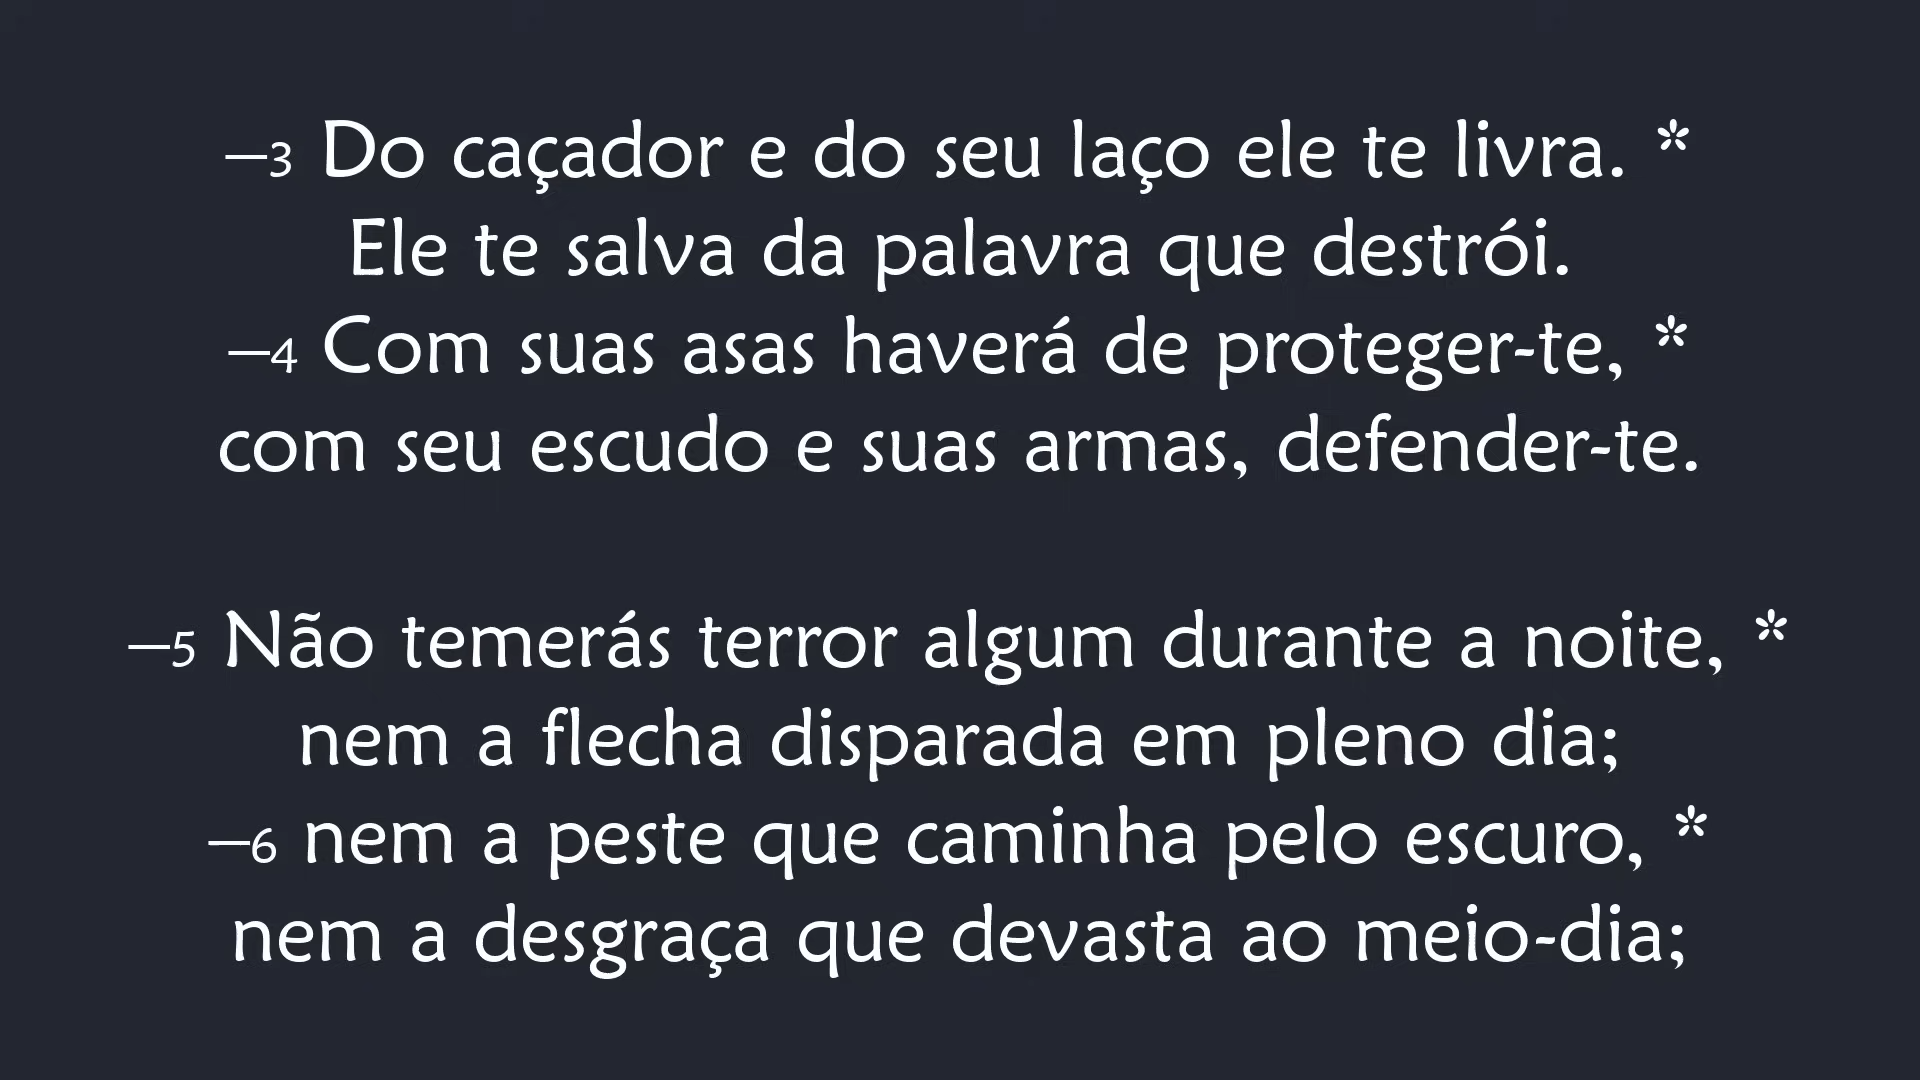 –3 Do caçador e do seu laço ele te livra. *
Ele te salva da palavra que destrói.
–4 Com suas asas haverá de proteger-te, *
com seu escudo e suas armas, defender-te.
–5 Não temerás terror algum durante a noite, *
nem a flecha disparada em pleno dia;
–6 nem a peste que caminha pelo escuro, *
nem a desgraça que devasta ao meio-dia;